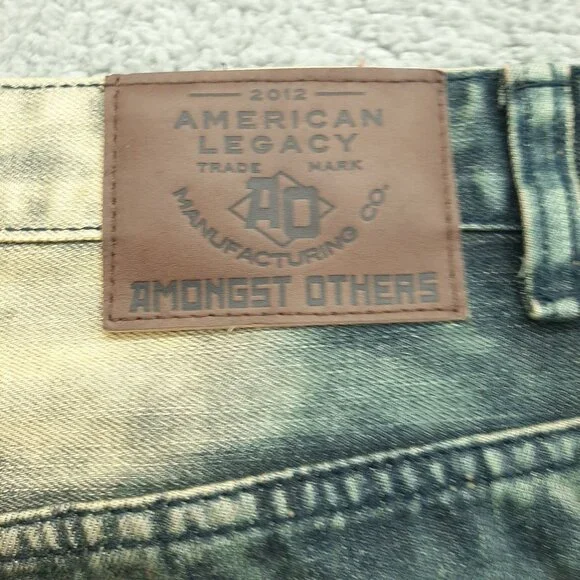 2012
AMERICAN
LEGACY
TRADE MARK
AO
MANUFACTURING CO.
AMONGST OTHERS